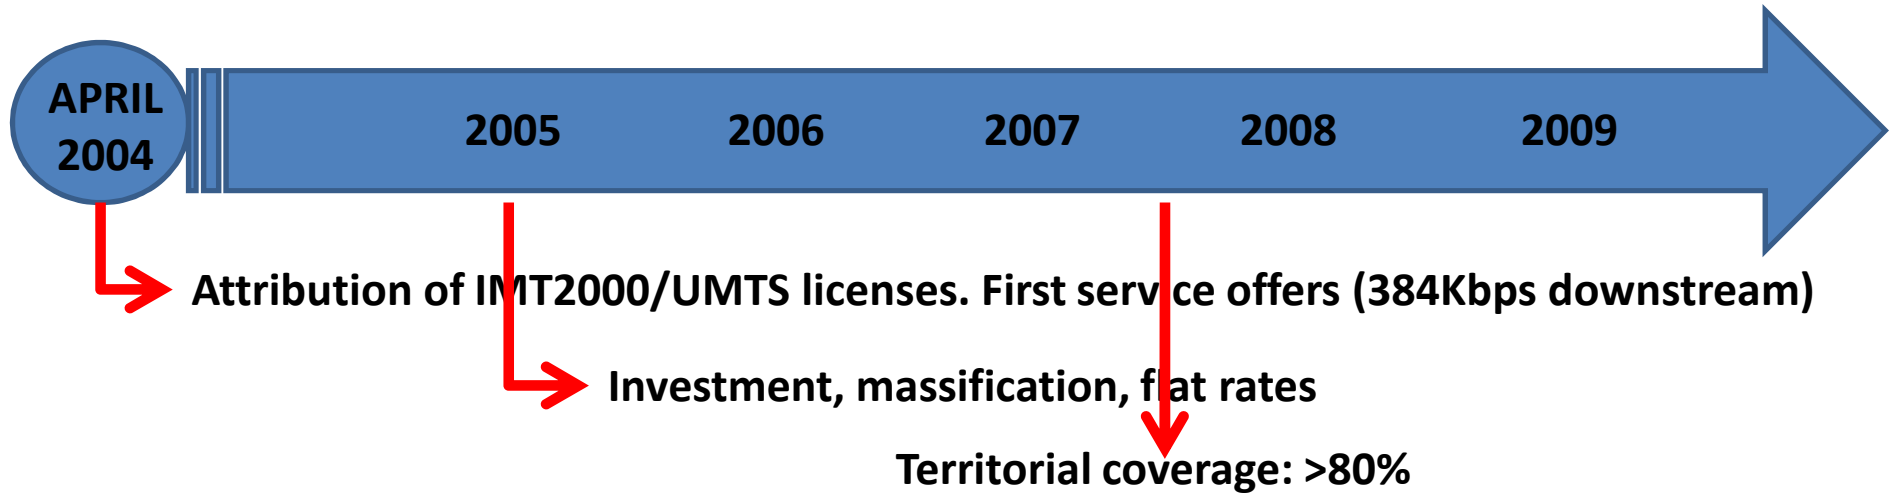 APRIL
2004
2005 2006 2007 2008 2009
Attribution of IMT2000/UMTS licenses. First service offers (384Kbps downstream)
Investment, massification, flat rates
Territorial coverage: >80%